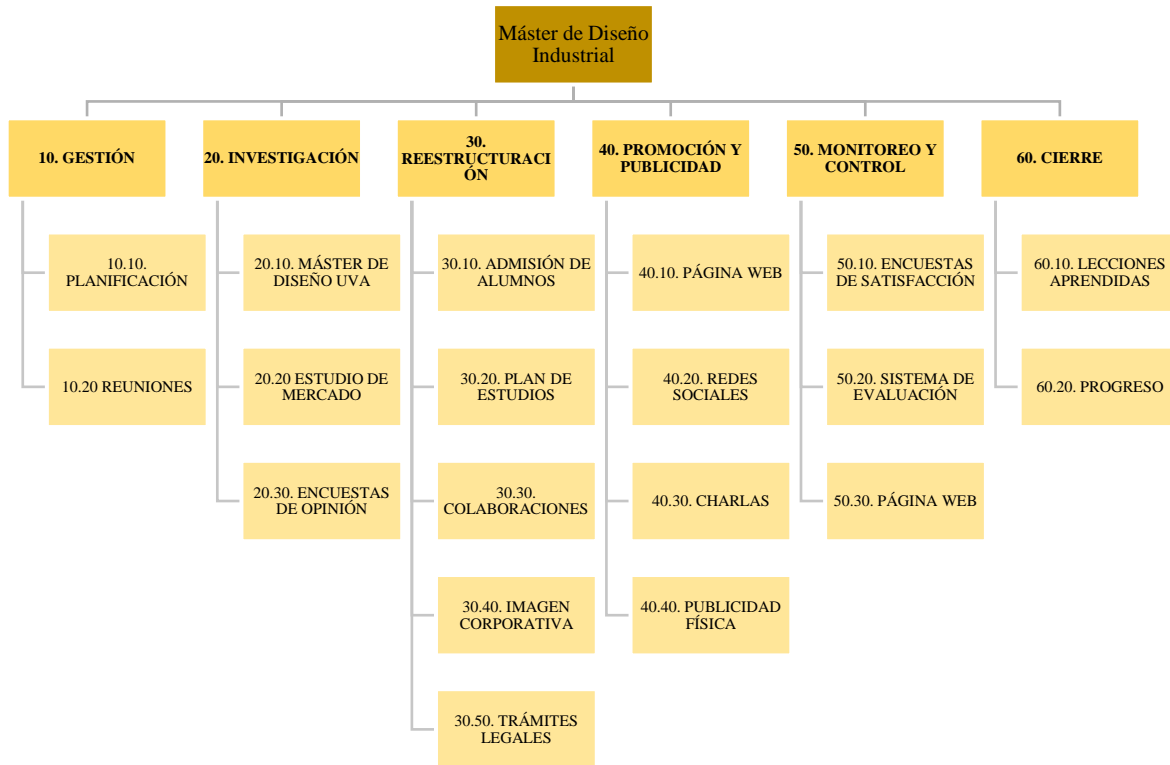 Máster de Diseño
Industrial
10. GESTIÓN
20. INVESTIGACIÓN
30.
REESTRUCTURACI
ÓN
40. PROMOCIÓN Y
PUBLICIDAD
50. MONITOREO Y
CONTROL
60. CIERRE
10.10.
PLANIFICACIÓN
10.20 REUNIONES
20.10. MÁSTER DE
DISEÑO UVA
20.20 ESTUDIO DE
MERCADO
20.30. ENCUESTAS
DE OPINIÓN
30.10. ADMISIÓN DE
ALUMNOS
30.20. PLAN DE
ESTUDIOS
30.30.
COLABORACIONES
30.40. IMAGEN
CORPORATIVA
30.50. TRÁMITES
LEGALES
40.10. PÁGINA WEB
40.20. REDES
SOCIALES
40.30. CHARLAS
40.40. PUBLICIDAD
FÍSICA
50.10. ENCUESTAS
DE SATISFACCIÓN
50.20. SISTEMA DE
EVALUACIÓN
50.30. PÁGINA WEB
60.10. LECCIONES
APRENDIDAS
60.20. PROGRESO